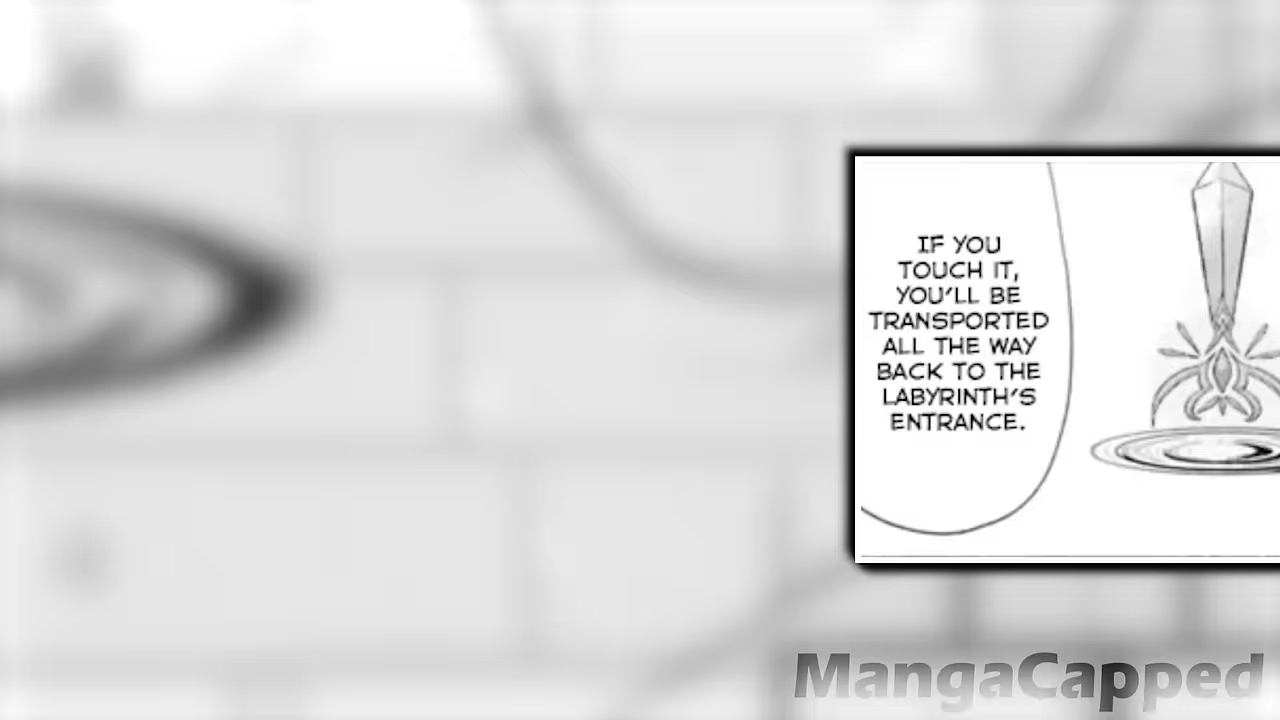 IF YOU
TOUCH IT,
YOU'LL BE
TRANSPORTED
ALL THE WAY
BACK TO THE
LABYRINTH'S
ENTRANCE.
MangaCapped